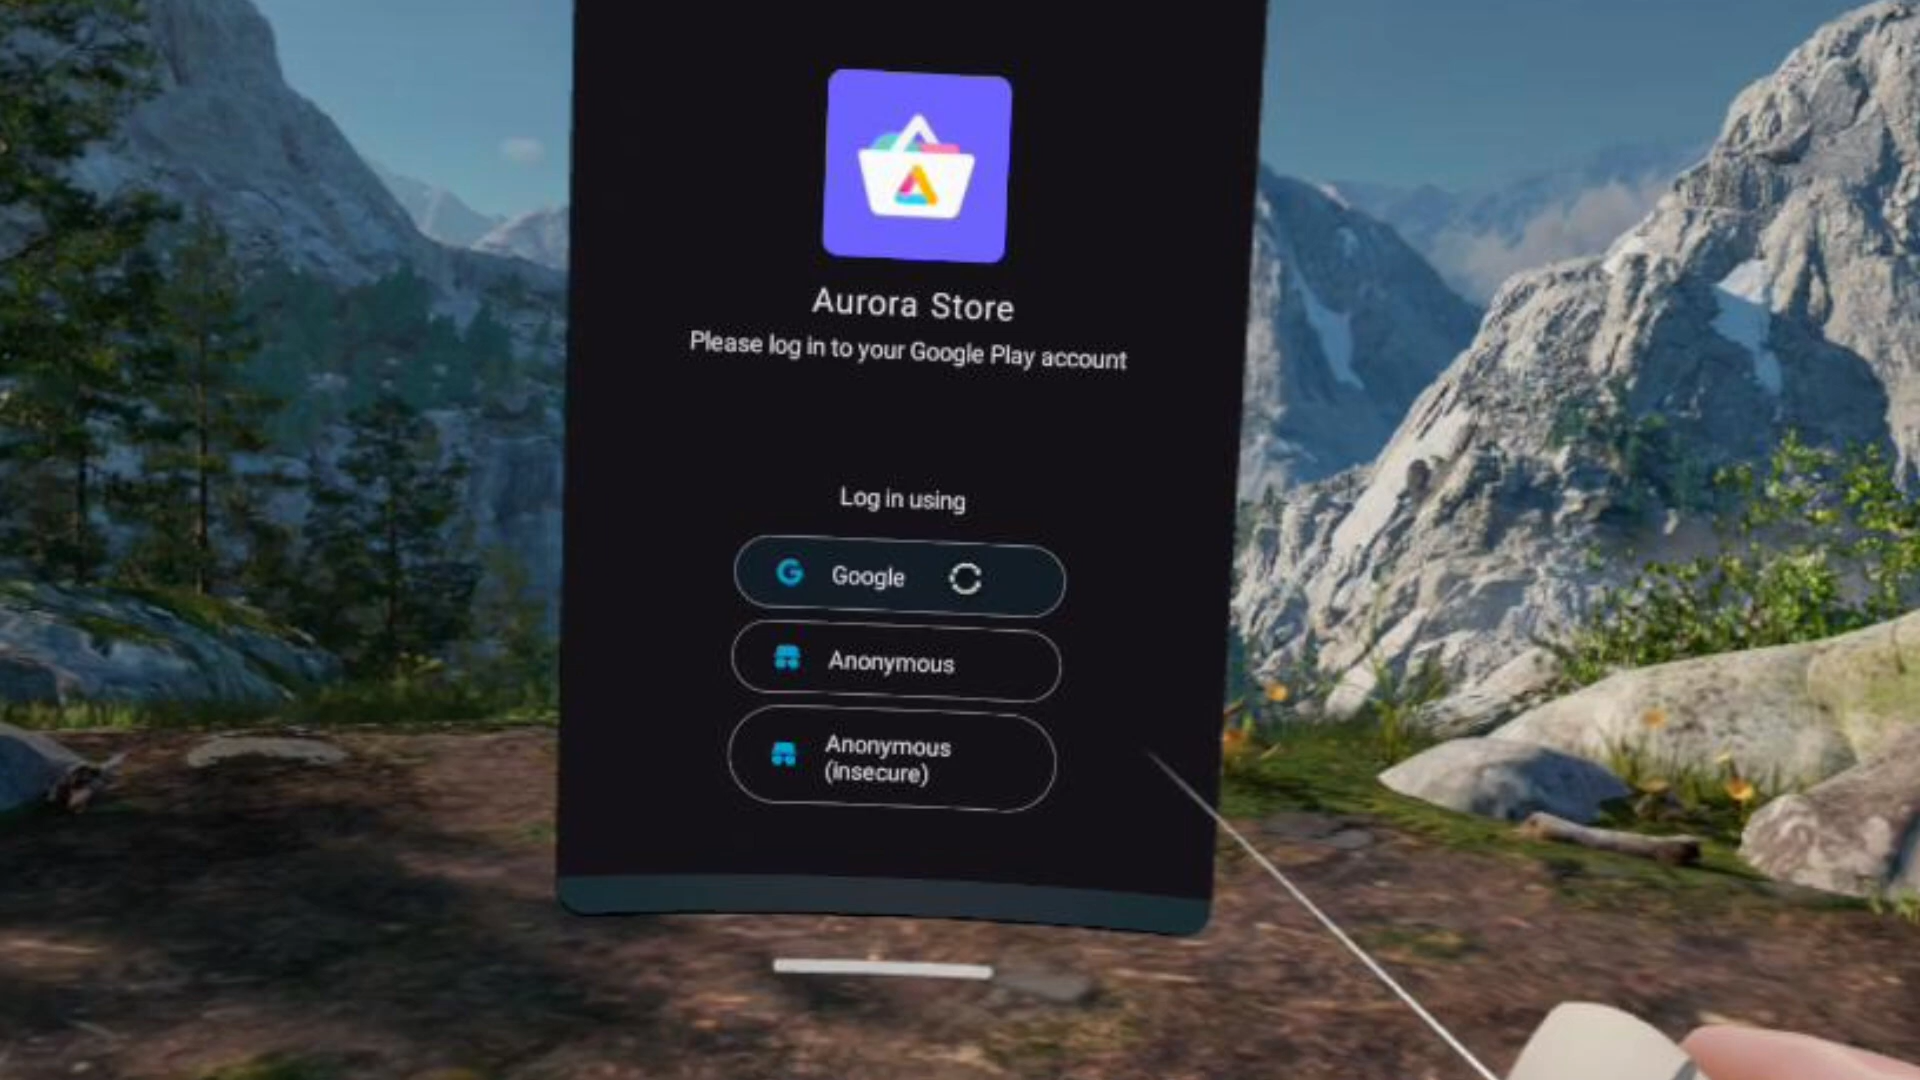 Aurora Store
Please log in to your Google Play account
Log in using
Google
Anonymous
Anonymous
(insecure)